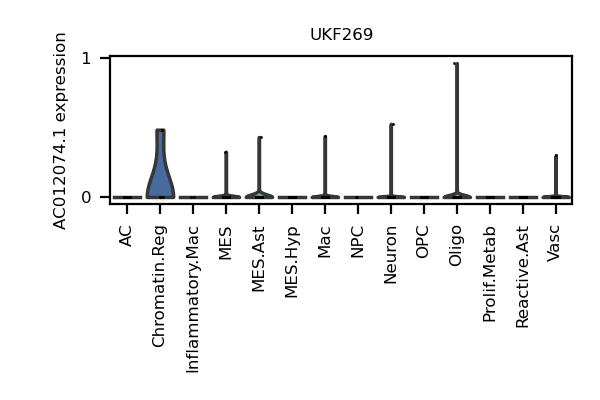 UKF269
AC012074.1 expression
1
0
AC
Chromatin.Reg
Inflammatory.Mac
MES
MES.Ast
MES.Hyp
Mac
NPC
Neuron
OPC
Oligo
Prolif.Metab
Reactive.Ast
Vasc